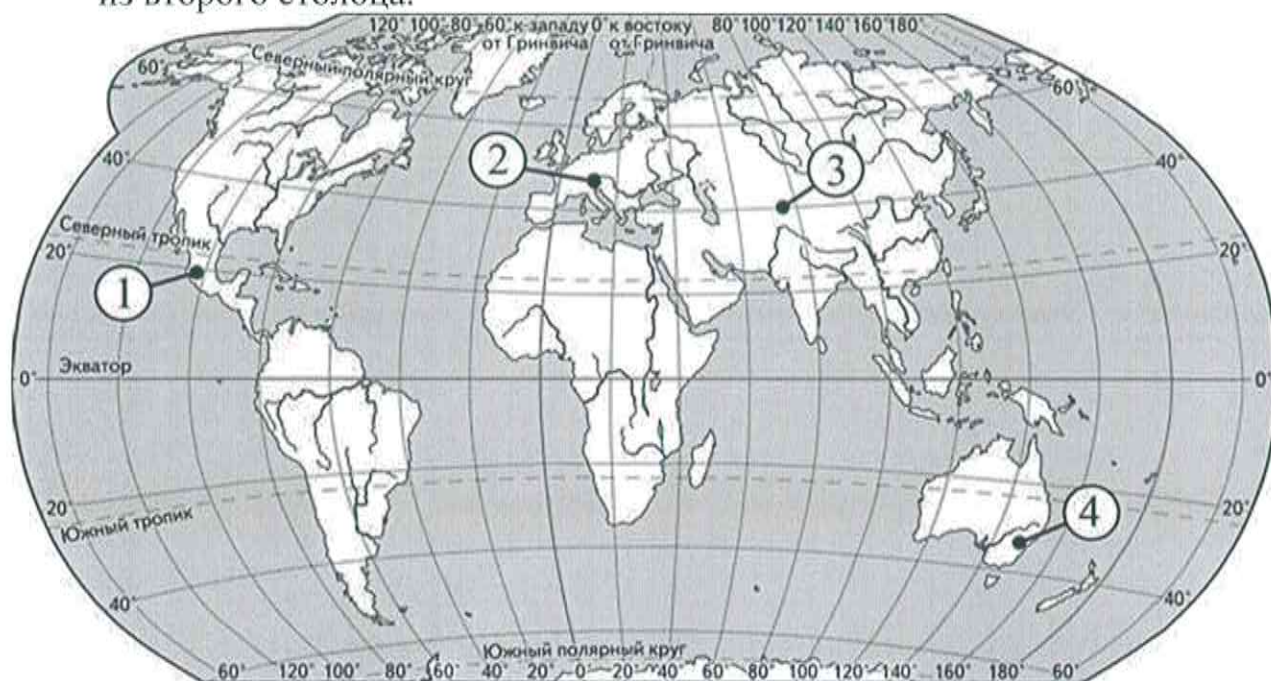 из второго столбца.
120° 100° 80° 60° к западу 0° к востоку 80° 100° 120° 140° 160° 180°
от Гринвича от Гринвича
60° Северный полярный круг 60°
40° 40°
2 3
Северный тропик
20° 20°
1
Экватор
0° 0°
4
20° 20°
Южный тропик
40° 40°
Южный полярный круг
60° 120° 100° 80° 60° 40° 20° 0° 20° 40° 60° 80° 100° 120° 140° 160° 180° 60°